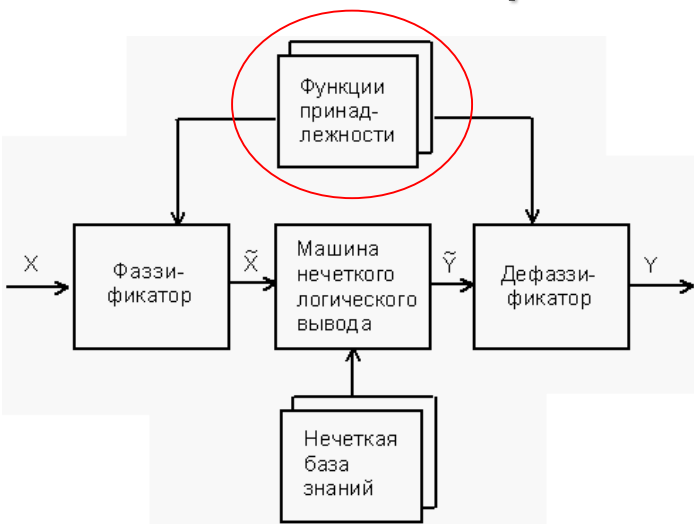 Функции
принад-
лежности
X
Фаззи-
фикатор
X̃
Машина
нечеткого
логического
вывода
Ỹ
Дефаззи-
фикатор
Y
Нечеткая
база
знаний